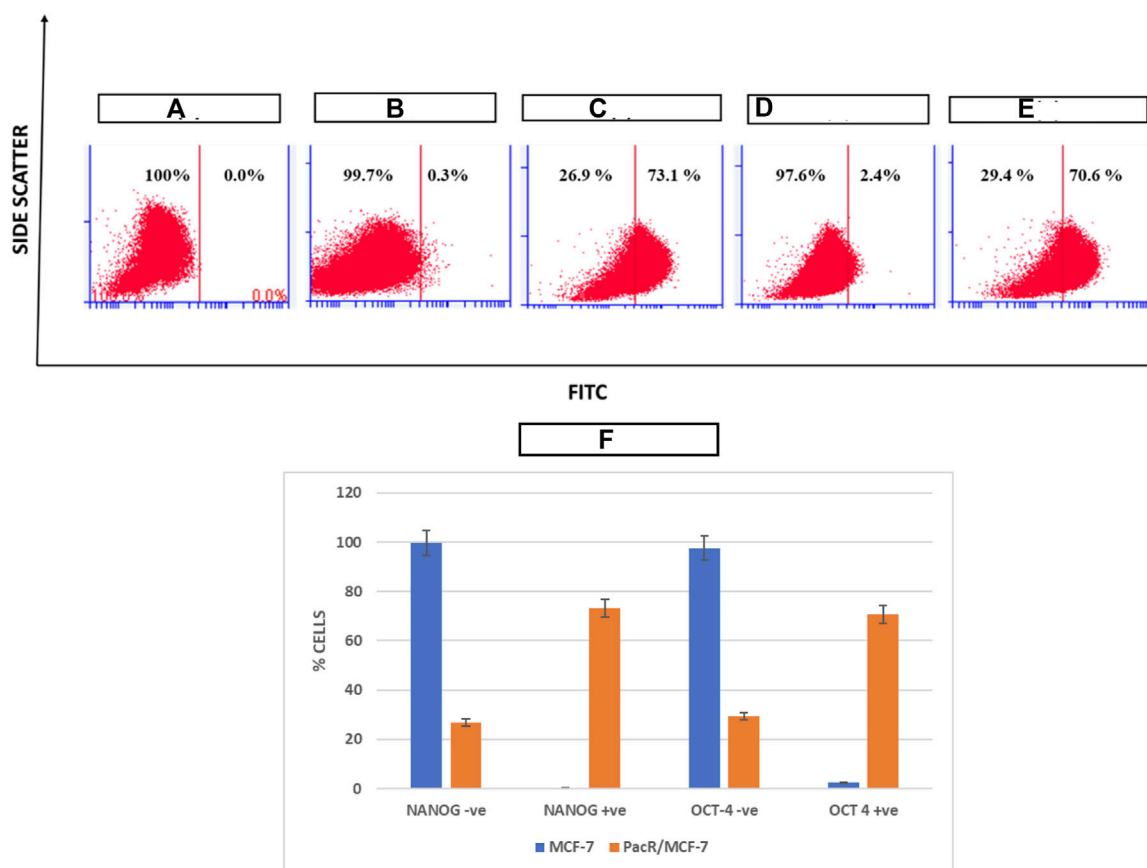 A B C D E
SIDE SCATTER
100% 0.0% 99.7% 0.3% 26.9 % 73.1 % 97.6% 2.4% 29.4 % 70.6 %
0.0%
FITC
F
120
100
80
60
40
20
0
% CELLS
NANOG -ve NANOG +ve OCT-4 -ve OCT 4 +ve
MCF-7 PacR/MCF-7